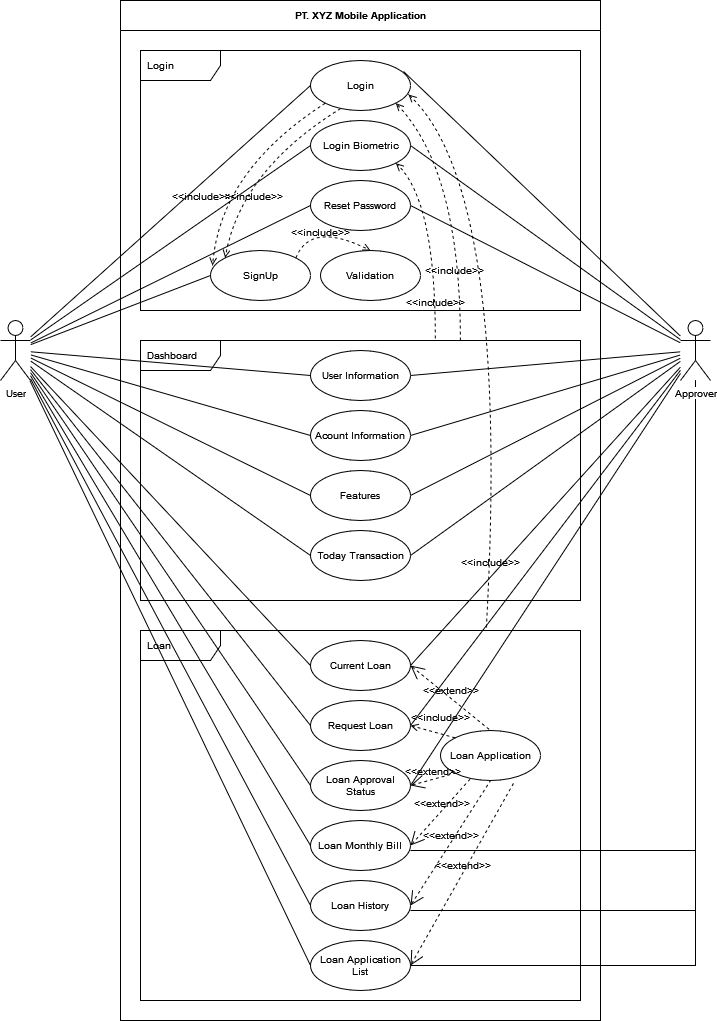 PT. XYZ Mobile Application
Login
Login
Login Biometric
<<include>>
<<include>>
Reset Password
<<include>>
SignUp
Validation
<<include>>
<<include>>
Dashboard
User Information
User
Approver
Acount Information
Features
Today Transaction
<<include>>
Loan
Current Loan
<<extend>>
<<include>>
Request Loan
Loan Application
<<extend>>
Loan Approval
Status
<<extend>>
<<extend>>
Loan Monthly Bill
<<extend>>
Loan History
Loan Application
List